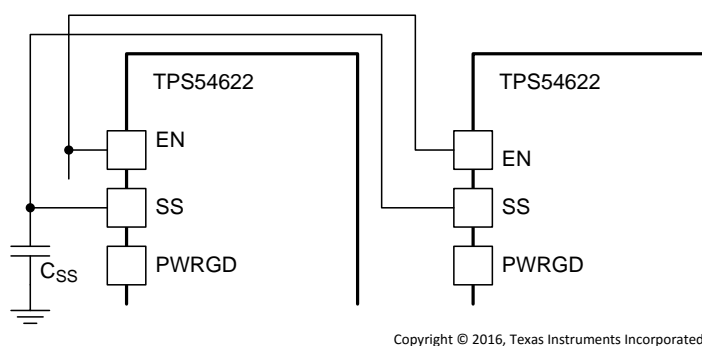 TPS54622
TPS54622
EN
EN
SS
SS
PWRGD
PWRGD
CSS
Copyright © 2016, Texas Instruments Incorporated